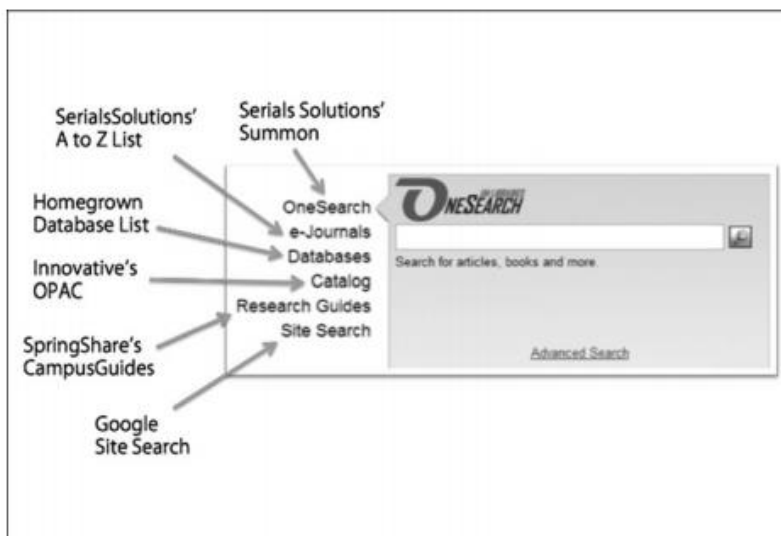 SerialsSolutions'
A to Z List
Serials Solutions'
Summon
Homegrown
Database List
Innovative's
OPAC
SpringShare's
CampusGuides
Google
Site Search
OneSearch
e-Journals
Databases
Catalog
Research Guides
Site Search
ONESEARCH
Search for articles, books and more.
Advanced Search